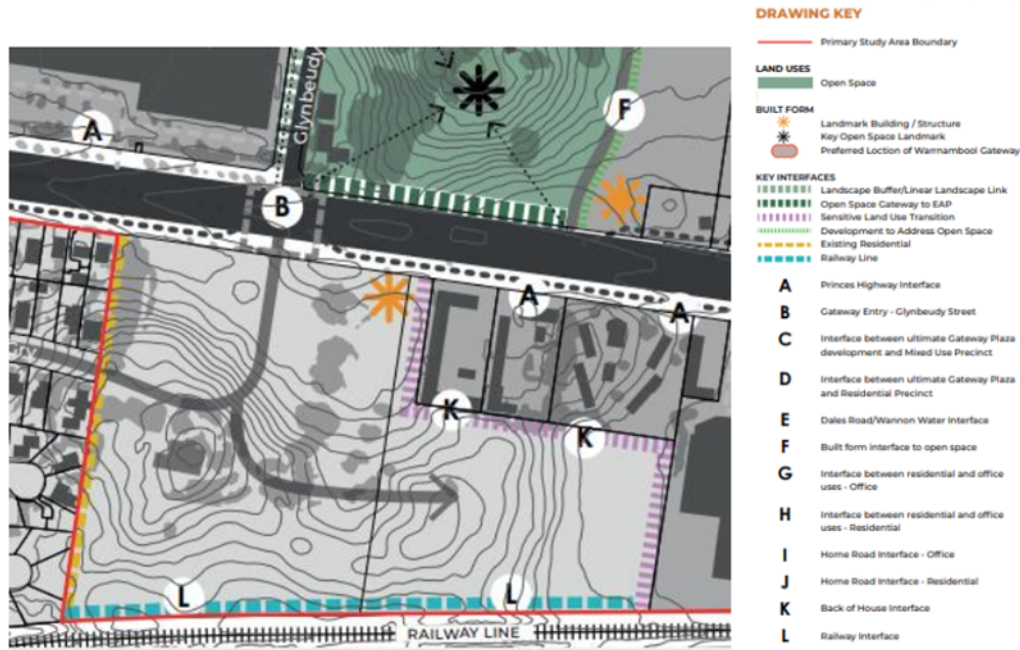 DRAWING KEY
Primary Study Area Boundary
LAND USES
Open Space
BUILT FORM
Landmark Building / Structure
Key Open Space Landmark
Preferred Loction of Warrnambool Gateway
KEY INTERFACES
Landscape Buffer/Linear Landscape Link
Open Space Gateway to EAP
Sensitive Land Use Transition
Development to Address Open Space
Existing Residential
Railway Line
A Princes Highway Interface
B Gateway Entry - Glynbeudy Street
C Interface between ultimate Gateway Plaza
development and Mixed Use Precinct
D Interface between ultimate Gateway Plaza
and Residential Precinct
E Dales Road/Wannon Water Interface
F Built form interface to open space
G Interface between residential and office
uses - Office
H Interface between residential and office
uses - Residential
I Home Road Interface - Office
J Home Road Interface - Residential
K Back of House Interface
L Railway Interface
Glynbeudy
A
F
B
A
A
K
K
L
L
RAILWAY LINE